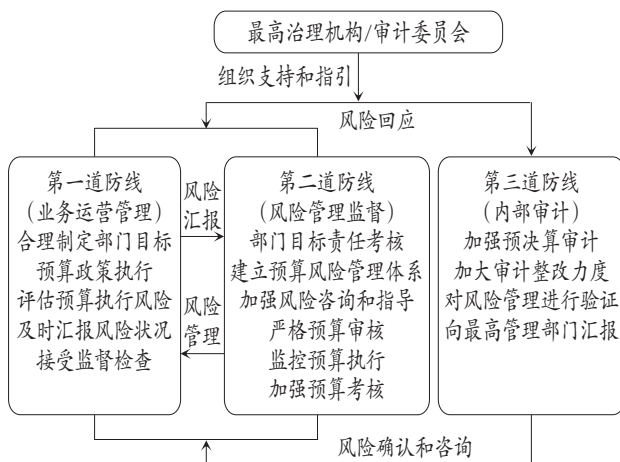 最高治理机构/审计委员会
组织支持和指引
风险回应
第一道防线
(业务运营管理)
合理制定部门目标
预算政策执行
评估预算执行风险
及时汇报风险状况
接受监督检查
风险
汇报
风险
管理
第二道防线
(风险管理监督)
部门目标责任考核
建立预算风险管理体系
加强风险咨询和指导
严格预算审核
监控预算执行
加强预算考核
第三道防线
(内部审计)
加强预决算审计
加大审计整改力度
对风险管理进行验证
向最高管理部门汇报
风险确认和咨询